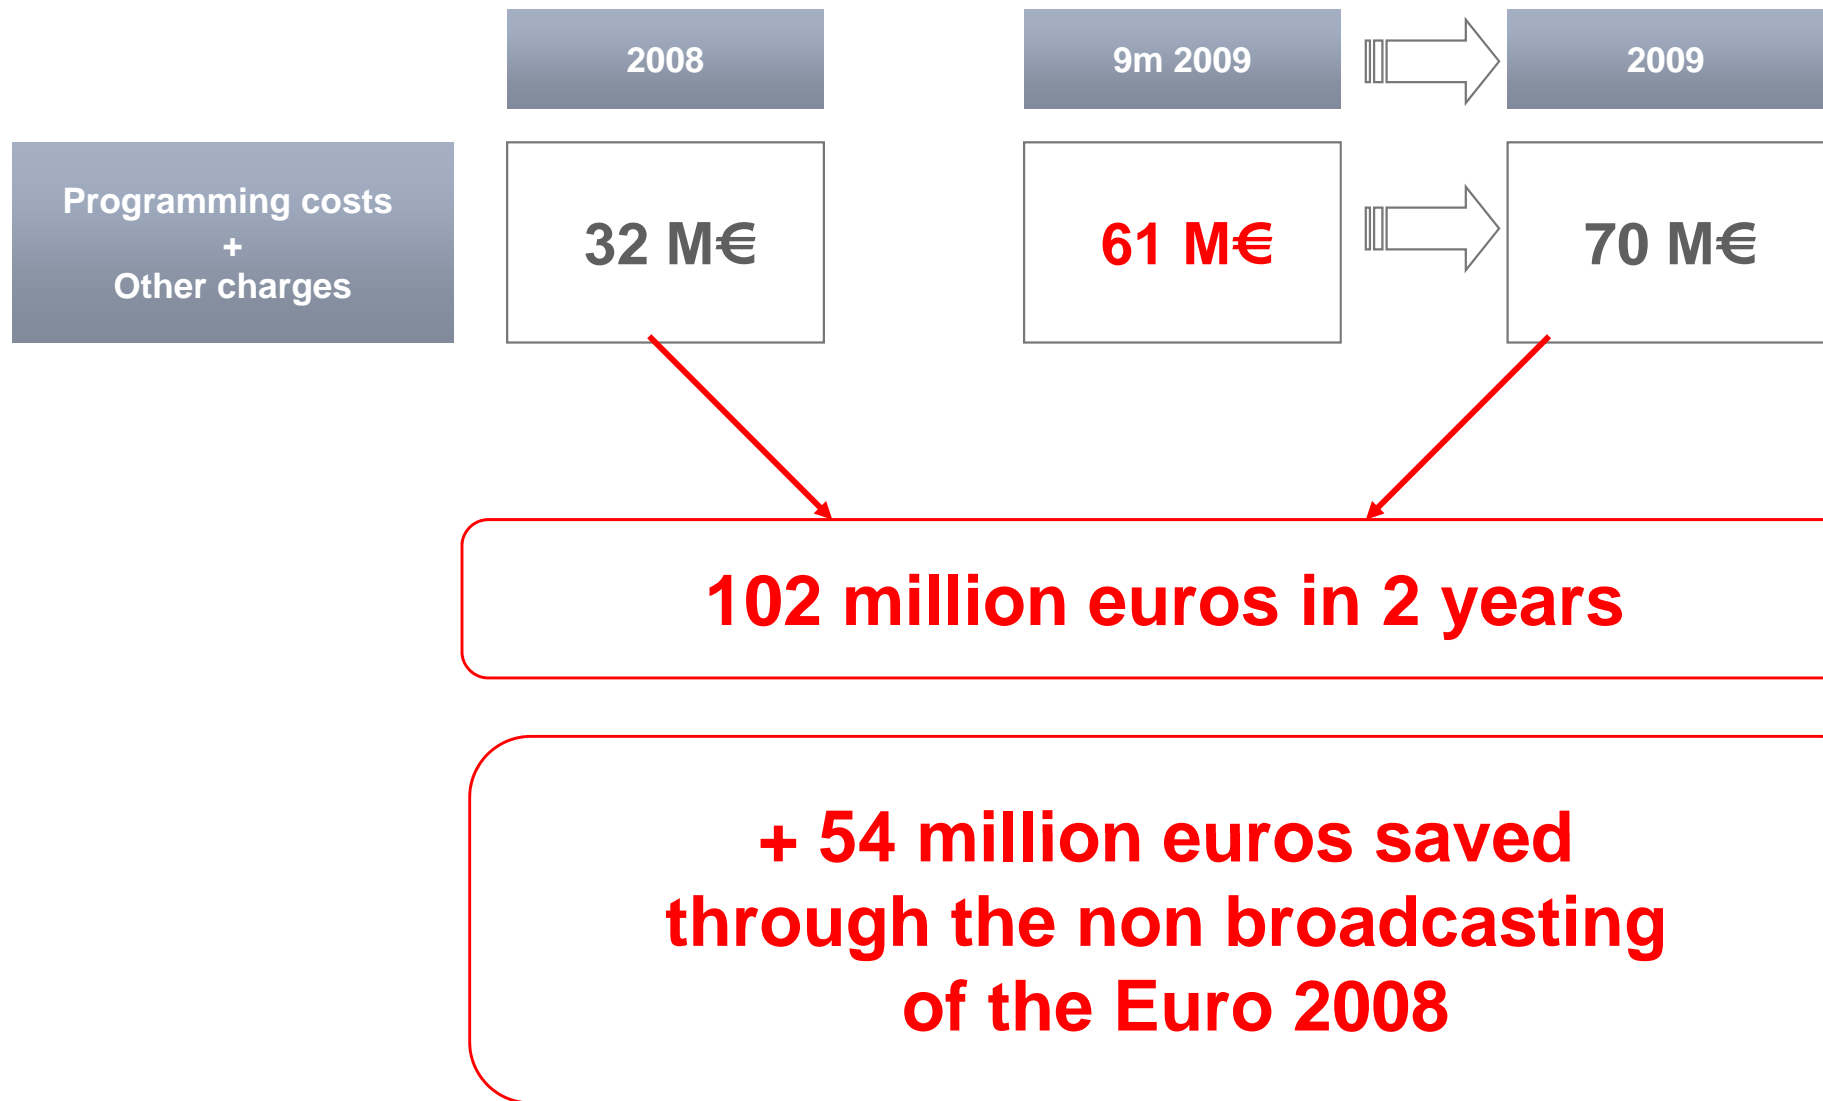 2008
9m 2009
2009
Programming costs
+
Other charges
32 M€
61 M€
70 M€
102 million euros in 2 years
+ 54 million euros saved
through the non broadcasting
of the Euro 2008